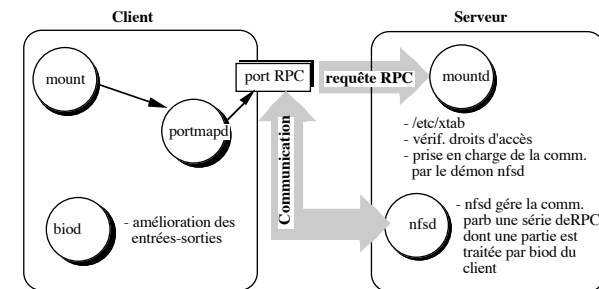 Client
Serveur
mount
port RPC
requête RPC
mountd
portmapd
- /etc/xtab
- vérif. droits d'accès
- prise en charge de la comm.
par le démon nfsd
Communication
biod
- amélioration des
entrées-sorties
nfsd
- nfsd gére la comm.
parb une série deRPC
dont une partie est
traitée par biod du
client